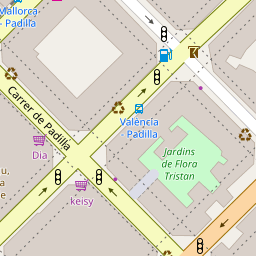 Mallorca
- Padilla
Carrer de Padilla
València
Padilla
Dia
Jardins
de Flora
Tristan
keisy